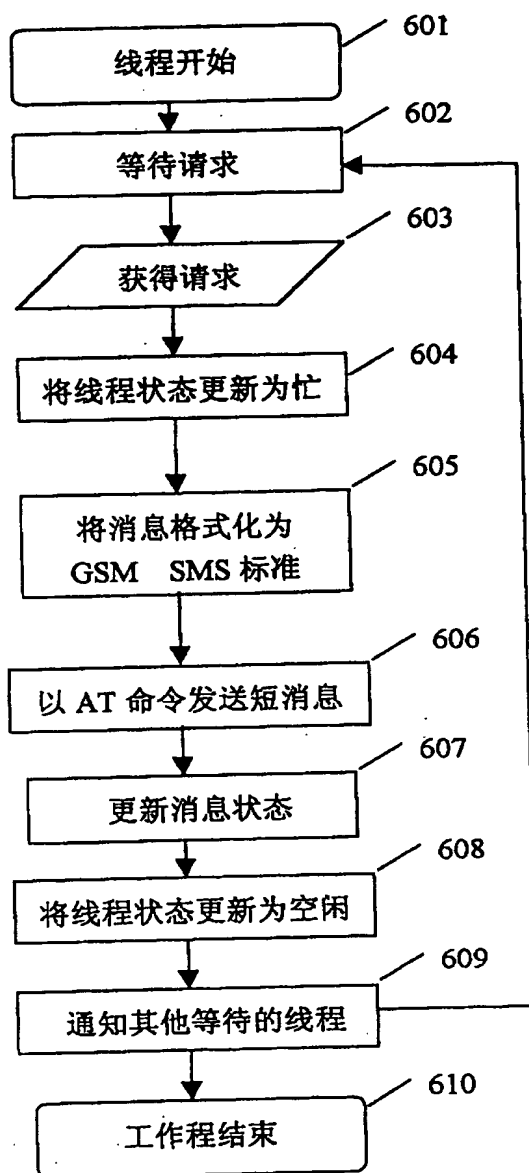 601
线程开始
602
等待请求
603
获得请求
604
将线程状态更新为忙
605
将消息格式化为
GSM SMS 标准
606
以 AT 命令发送短消息
607
更新消息状态
608
将线程状态更新为空闲
609
通知其他等待的线程
610
工作程结束